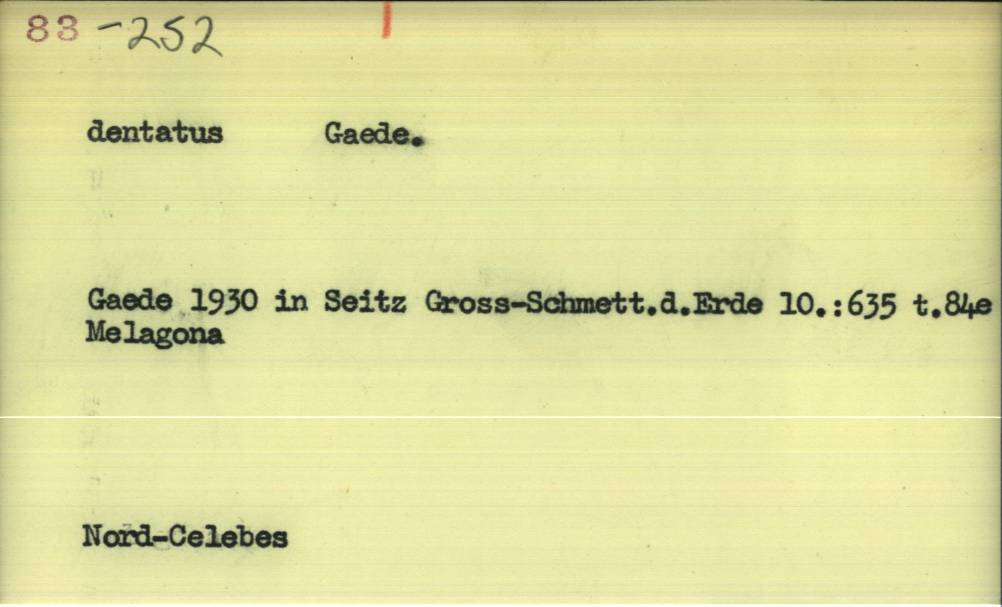 83 -252
dentatus Gaede.
Gaede 1930 in Seitz Gross-Schmett.d.Erde 10.:635 t.84e
Melagona
Nord-Celebes